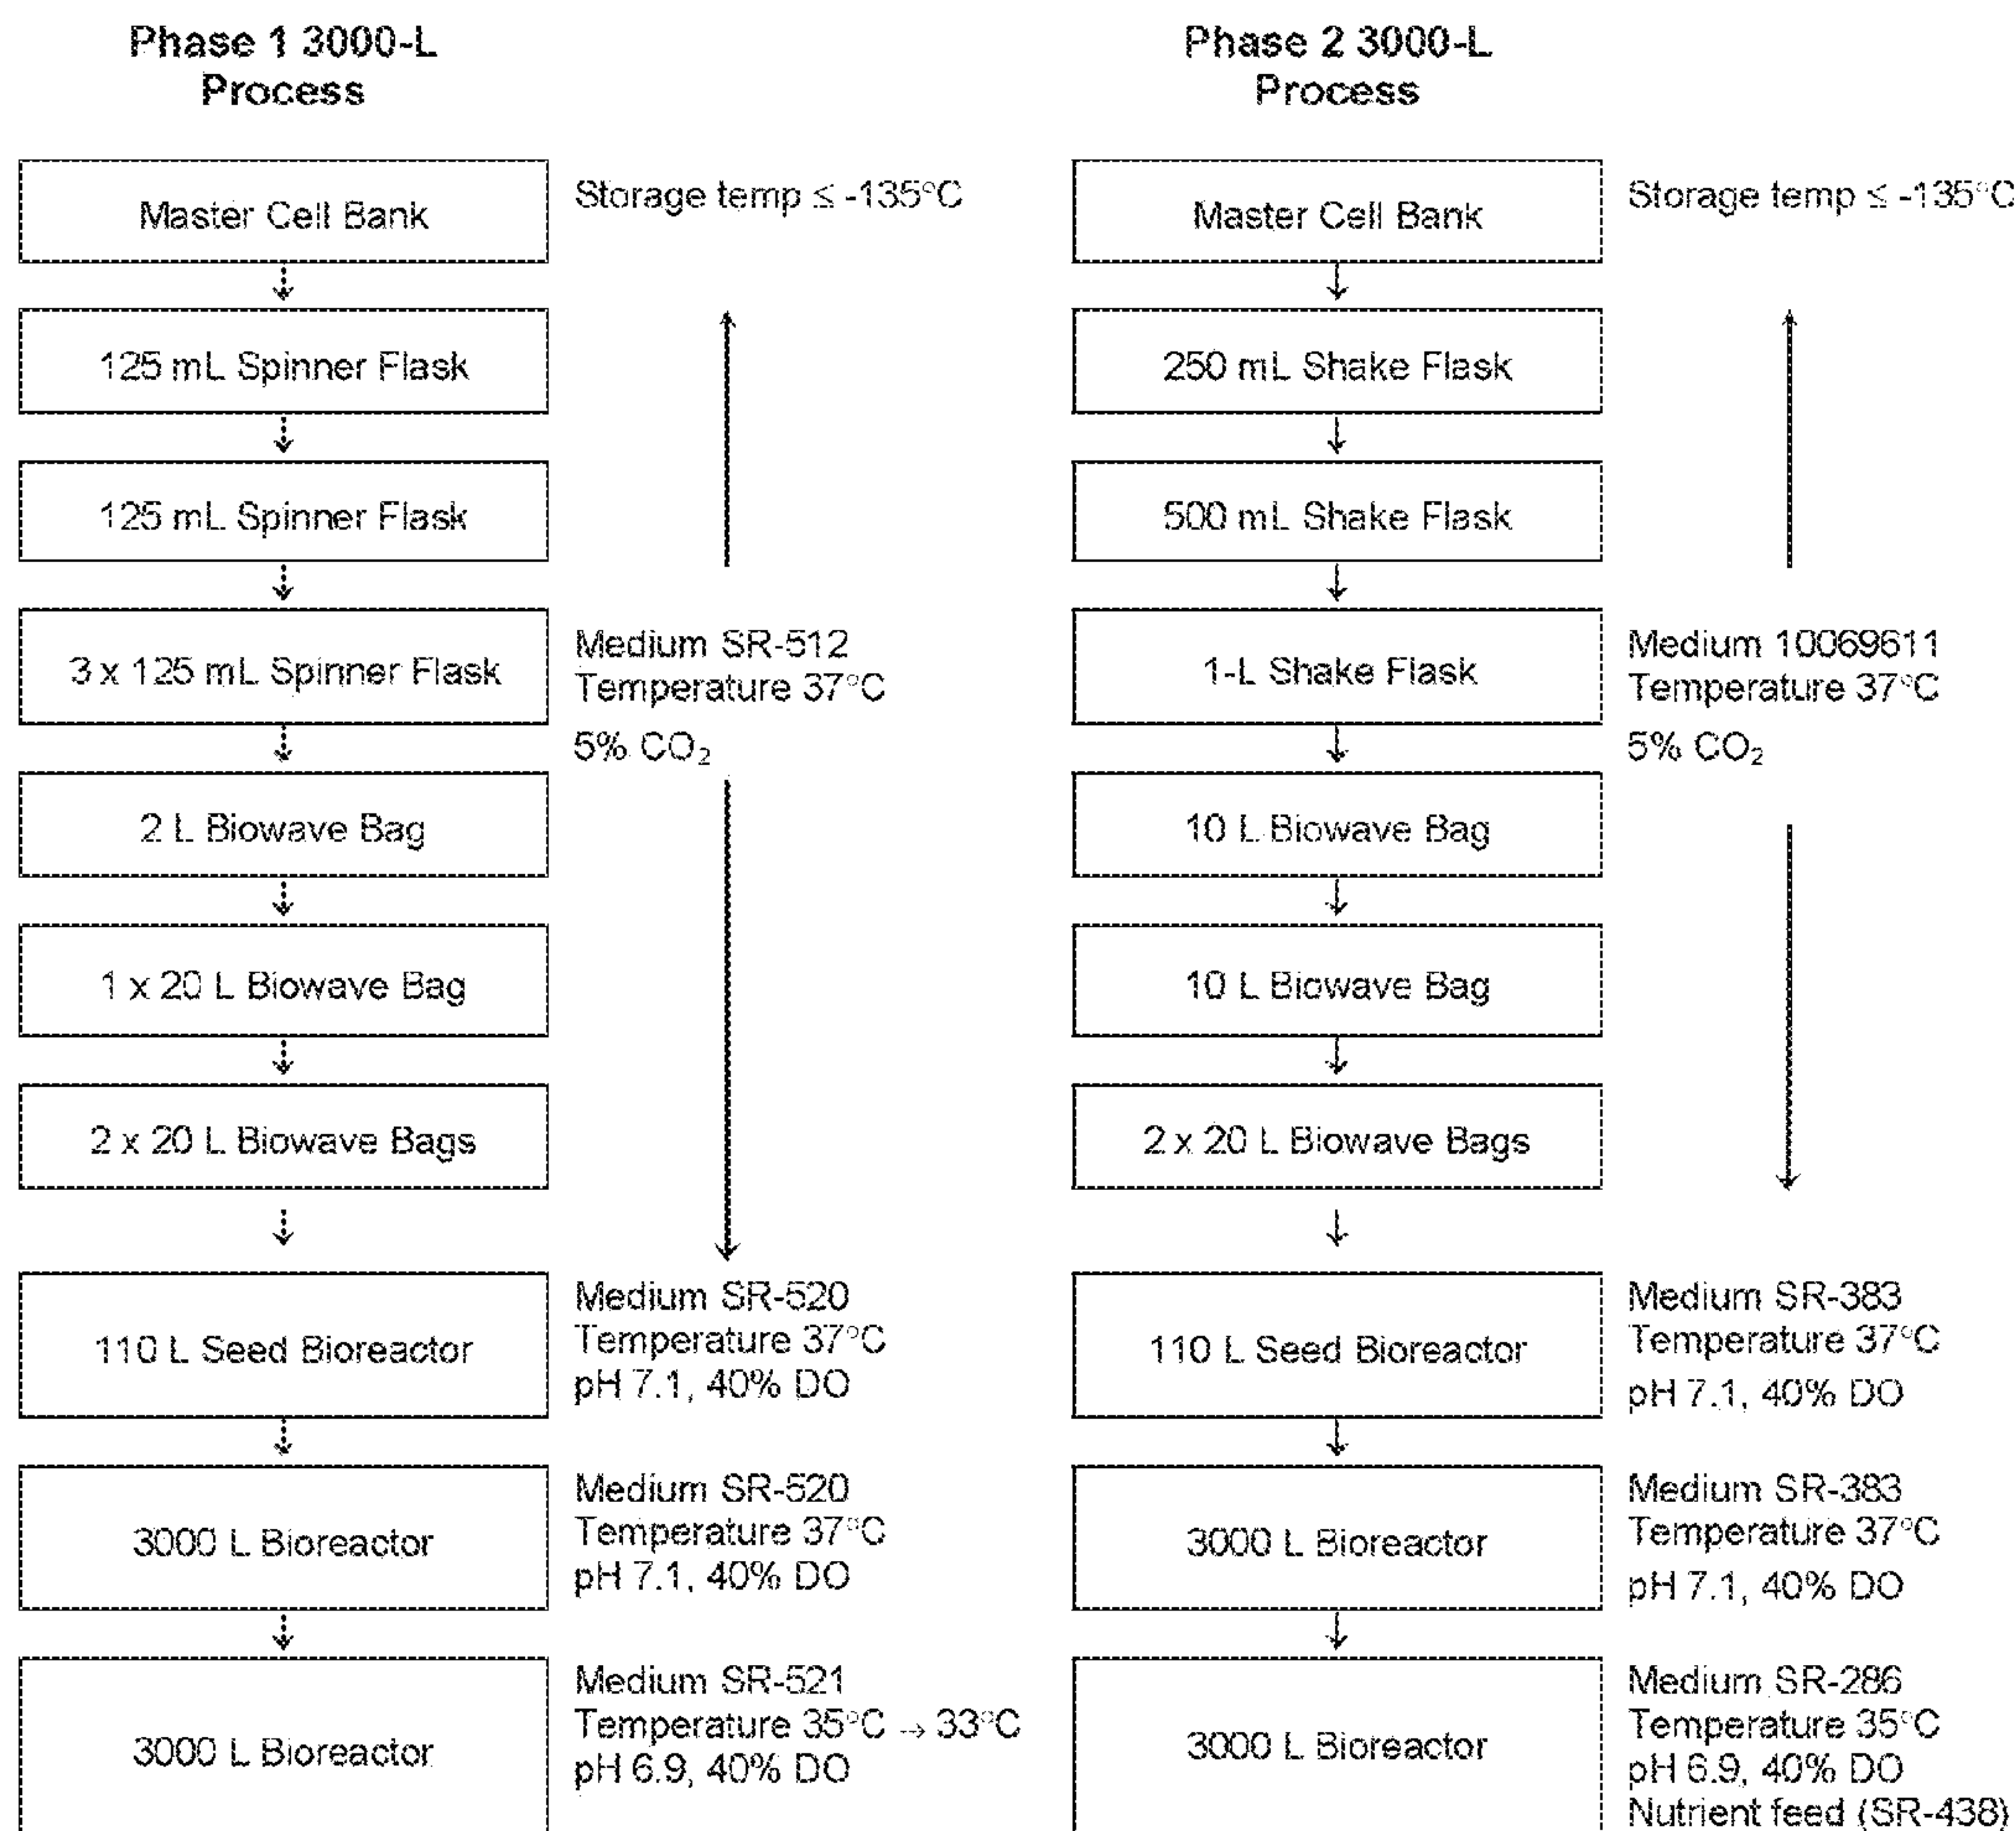 Phase 1 3000-L
Process
Master Cell Bank
Storage temp ≤ -135°C
125 mL Spinner Flask
125 mL Spinner Flask
3 x 125 mL Spinner Flask
Medium SR-512
Temperature 37°C
5% CO₂
2 L Biowave Bag
1 x 20 L Biowave Bag
2 x 20 L Biowave Bags
110 L Seed Bioreactor
Medium SR-520
Temperature 37°C
pH 7.1, 40% DO
3000 L Bioreactor
Medium SR-520
Temperature 37°C
pH 7.1, 40% DO
3000 L Bioreactor
Medium SR-521
Temperature 35°C → 33°C
pH 6.9, 40% DO
Phase 2 3000-L
Process
Master Cell Bank
Storage temp ≤ -135°C
250 mL Shake Flask
500 mL Shake Flask
1-L Shake Flask
Medium 10069611
Temperature 37°C
5% CO₂
10 L Biowave Bag
10 L Biowave Bag
2 x 20 L Biowave Bags
110 L Seed Bioreactor
Medium SR-383
Temperature 37°C
pH 7.1, 40% DO
3000 L Bioreactor
Medium SR-383
Temperature 37°C
pH 7.1, 40% DO
3000 L Bioreactor
Medium SR-286
Temperature 35°C
pH 6.9, 40% DO
Nutrient feed (SR-438)